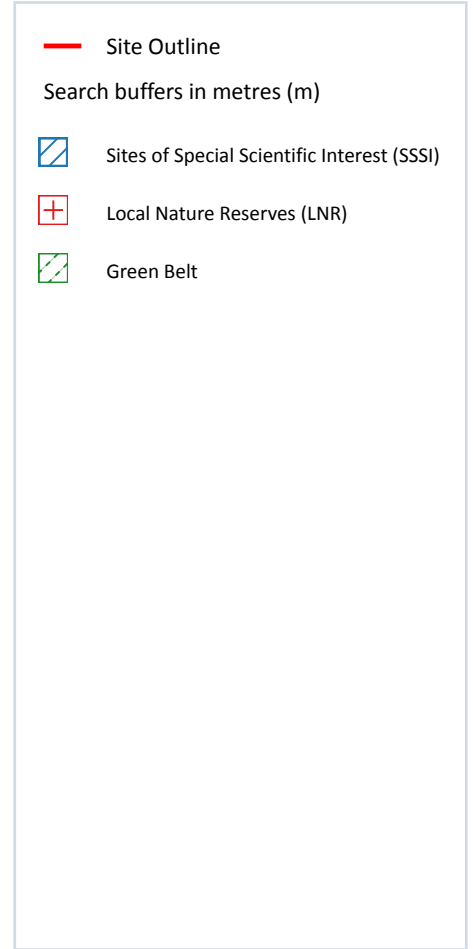 Site Outline
Search buffers in metres (m)
Sites of Special Scientific Interest (SSSI)
Local Nature Reserves (LNR)
Green Belt